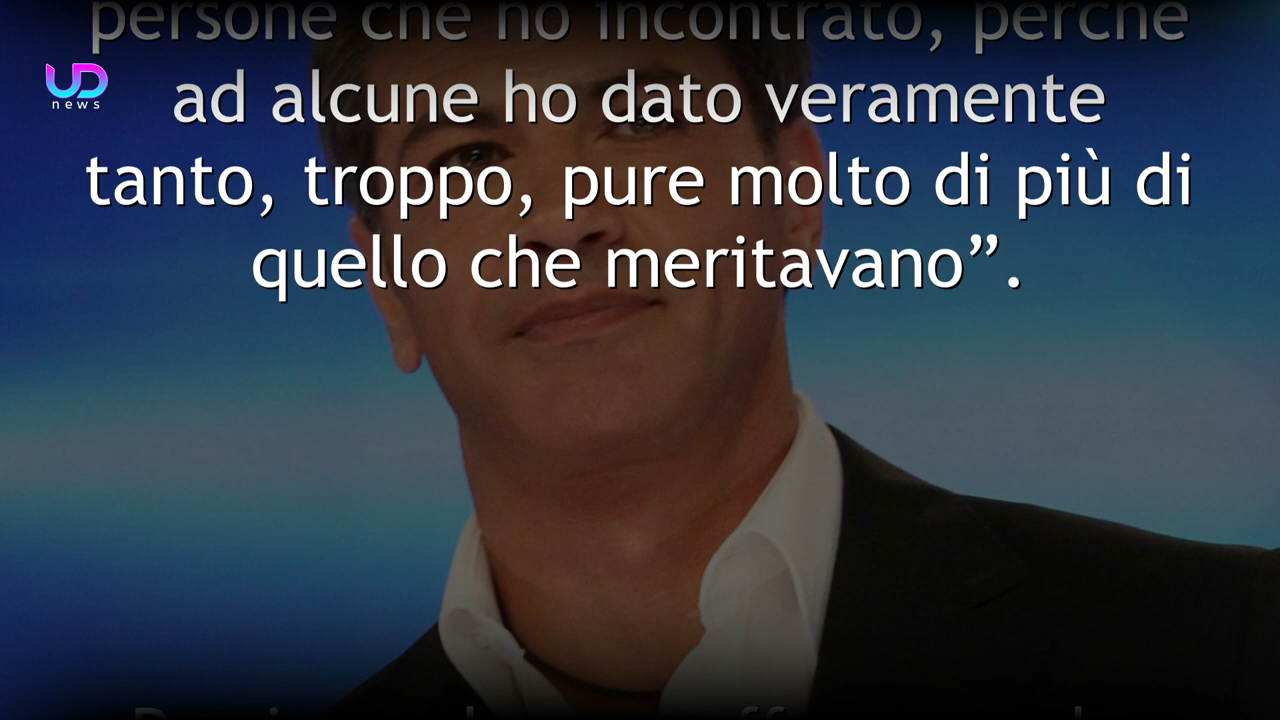 persone che ho incontrato, perché
ad alcune ho dato veramente
tanto, troppo, pure molto di più di
quello che meritavano”.
UD
news